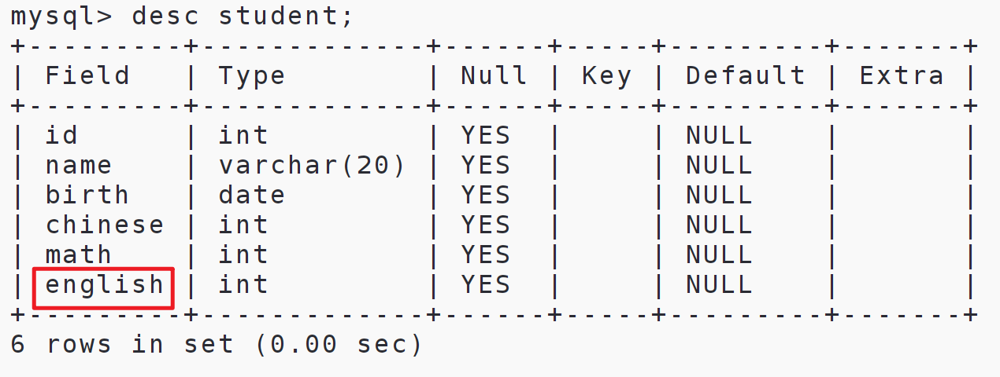 mysql> desc student;
+---------+-------------+------+-----+---------+-------+
| Field   | Type        | Null | Key | Default | Extra |
+---------+-------------+------+-----+---------+-------+
| id      | int         | YES  |     | NULL    |       |
| name    | varchar(20) | YES  |     | NULL    |       |
| birth   | date        | YES  |     | NULL    |       |
| chinese | int         | YES  |     | NULL    |       |
| math    | int         | YES  |     | NULL    |       |
| english | int         | YES  |     | NULL    |       |
+---------+-------------+------+-----+---------+-------+
6 rows in set (0.00 sec)